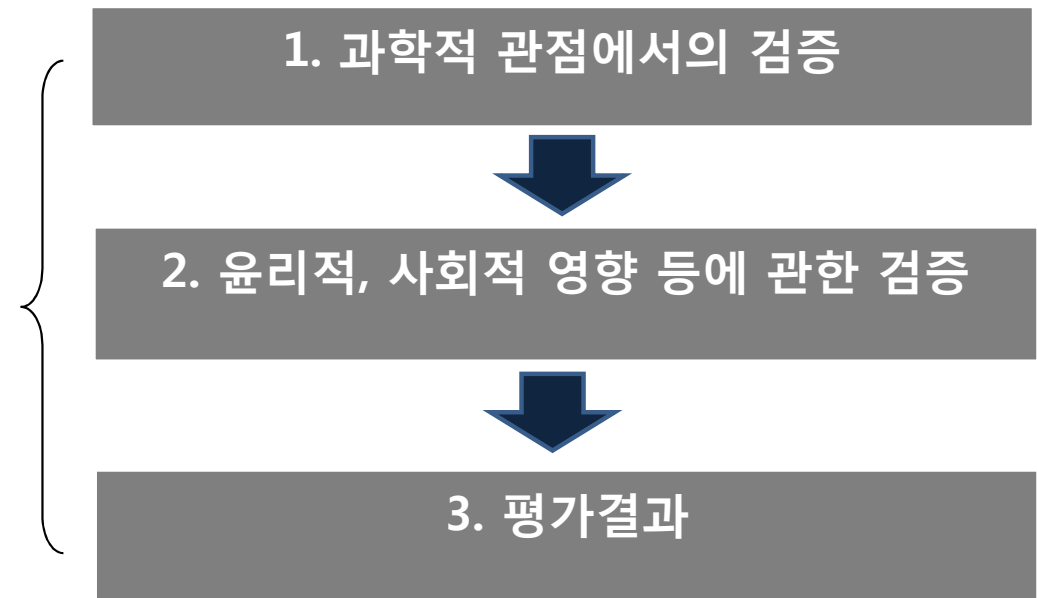 1. 과학적 관점에서의 검증
2. 윤리적, 사회적 영향 등에 관한 검증
3. 평가결과